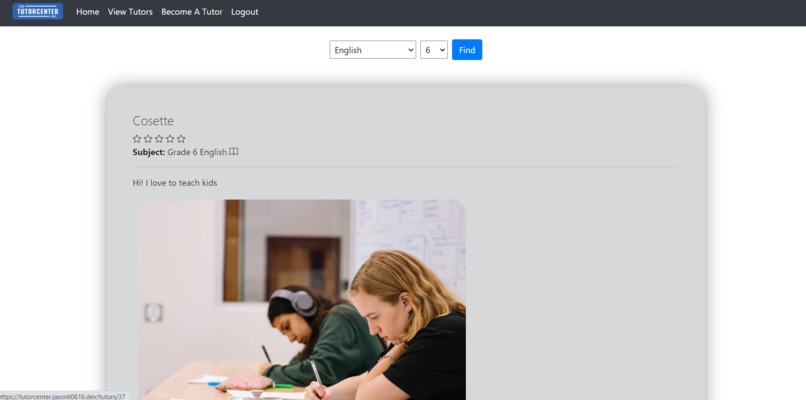 TUTORCENTER
Home View Tutors Become A Tutor Logout
English 6 Find
Cosette
Subject: Grade 6 English
Hi! I love to teach kids
https://tutorcenter.jasonli0616.dev/tutors/37